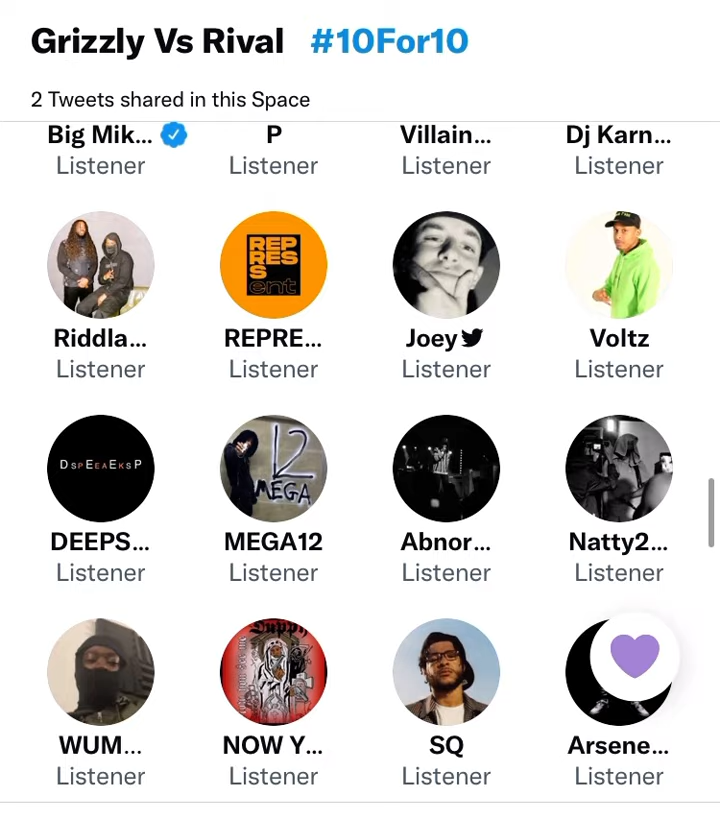 Grizzly Vs Rival #10For10
2 Tweets shared in this Space
Big Mik... P Villain... Dj Karn...
Listener Listener Listener Listener
REP
RES
S
ent
Riddla... REPRE... Joey Voltz
Listener Listener Listener Listener
DSPEEAEKSP
12
MEGA
DEEPS... MEGA12 Abnor... Natty2...
Listener Listener Listener Listener
Duppy
WUM... NOW Y... SQ Arsene...
Listener Listener Listener Listener